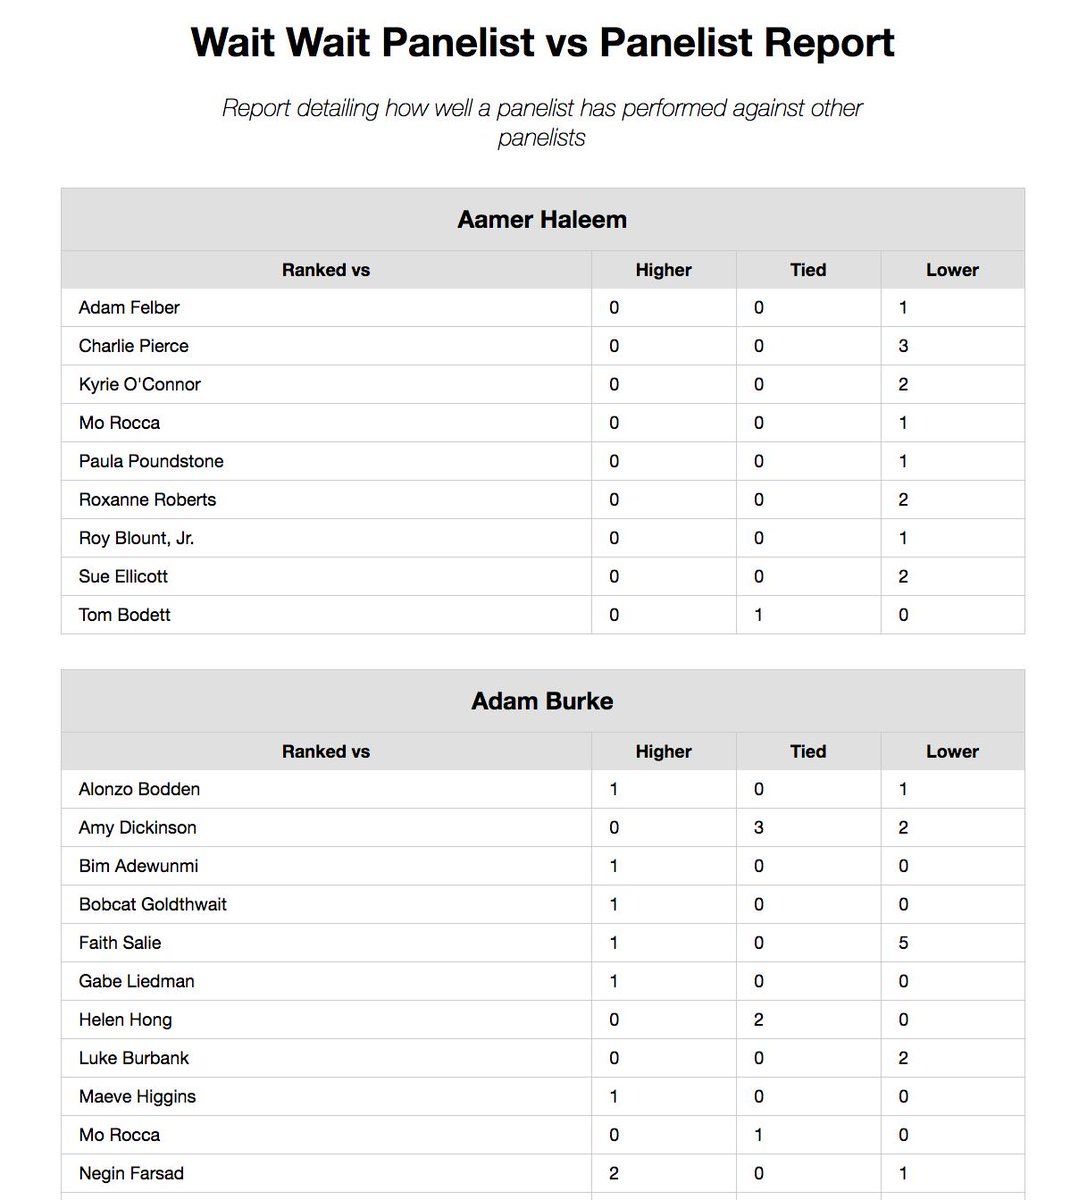 Wait Wait Panelist vs Panelist Report
Report detailing how well a panelist has performed against other
panelists
Aamer Haleem
Ranked vs Higher Tied Lower
Adam Felber 0 0 1
Charlie Pierce 0 0 3
Kyrie O'Connor 0 0 2
Mo Rocca 0 0 1
Paula Poundstone 0 0 1
Roxanne Roberts 0 0 2
Roy Blount, Jr. 0 0 1
Sue Ellicott 0 0 2
Tom Bodett 0 1 0
Adam Burke
Ranked vs Higher Tied Lower
Alonzo Bodden 1 0 1
Amy Dickinson 0 3 2
Bim Adewunmi 1 0 0
Bobcat Goldthwait 1 0 0
Faith Salie 1 0 5
Gabe Liedman 1 0 0
Helen Hong 0 2 0
Luke Burbank 0 0 2
Maeve Higgins 1 0 0
Mo Rocca 0 1 0
Negin Farsad 2 0 1